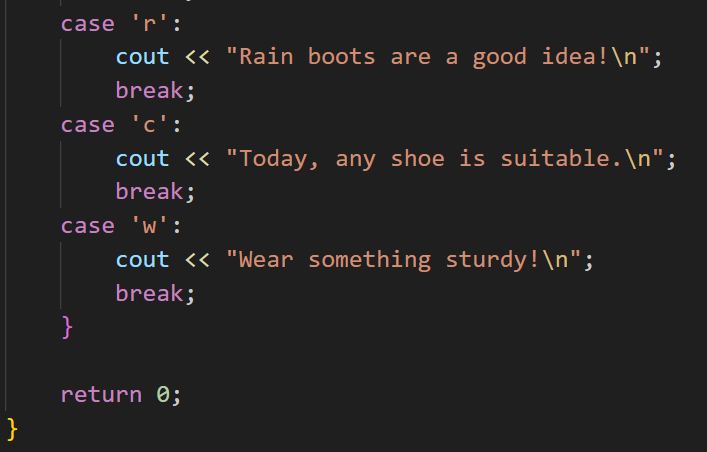 case 'r':
cout << "Rain boots are a good idea!\n";
break;
case 'c':
cout << "Today, any shoe is suitable.\n";
break;
case 'w':
cout << "Wear something sturdy!\n";
break;
}
return 0;
}